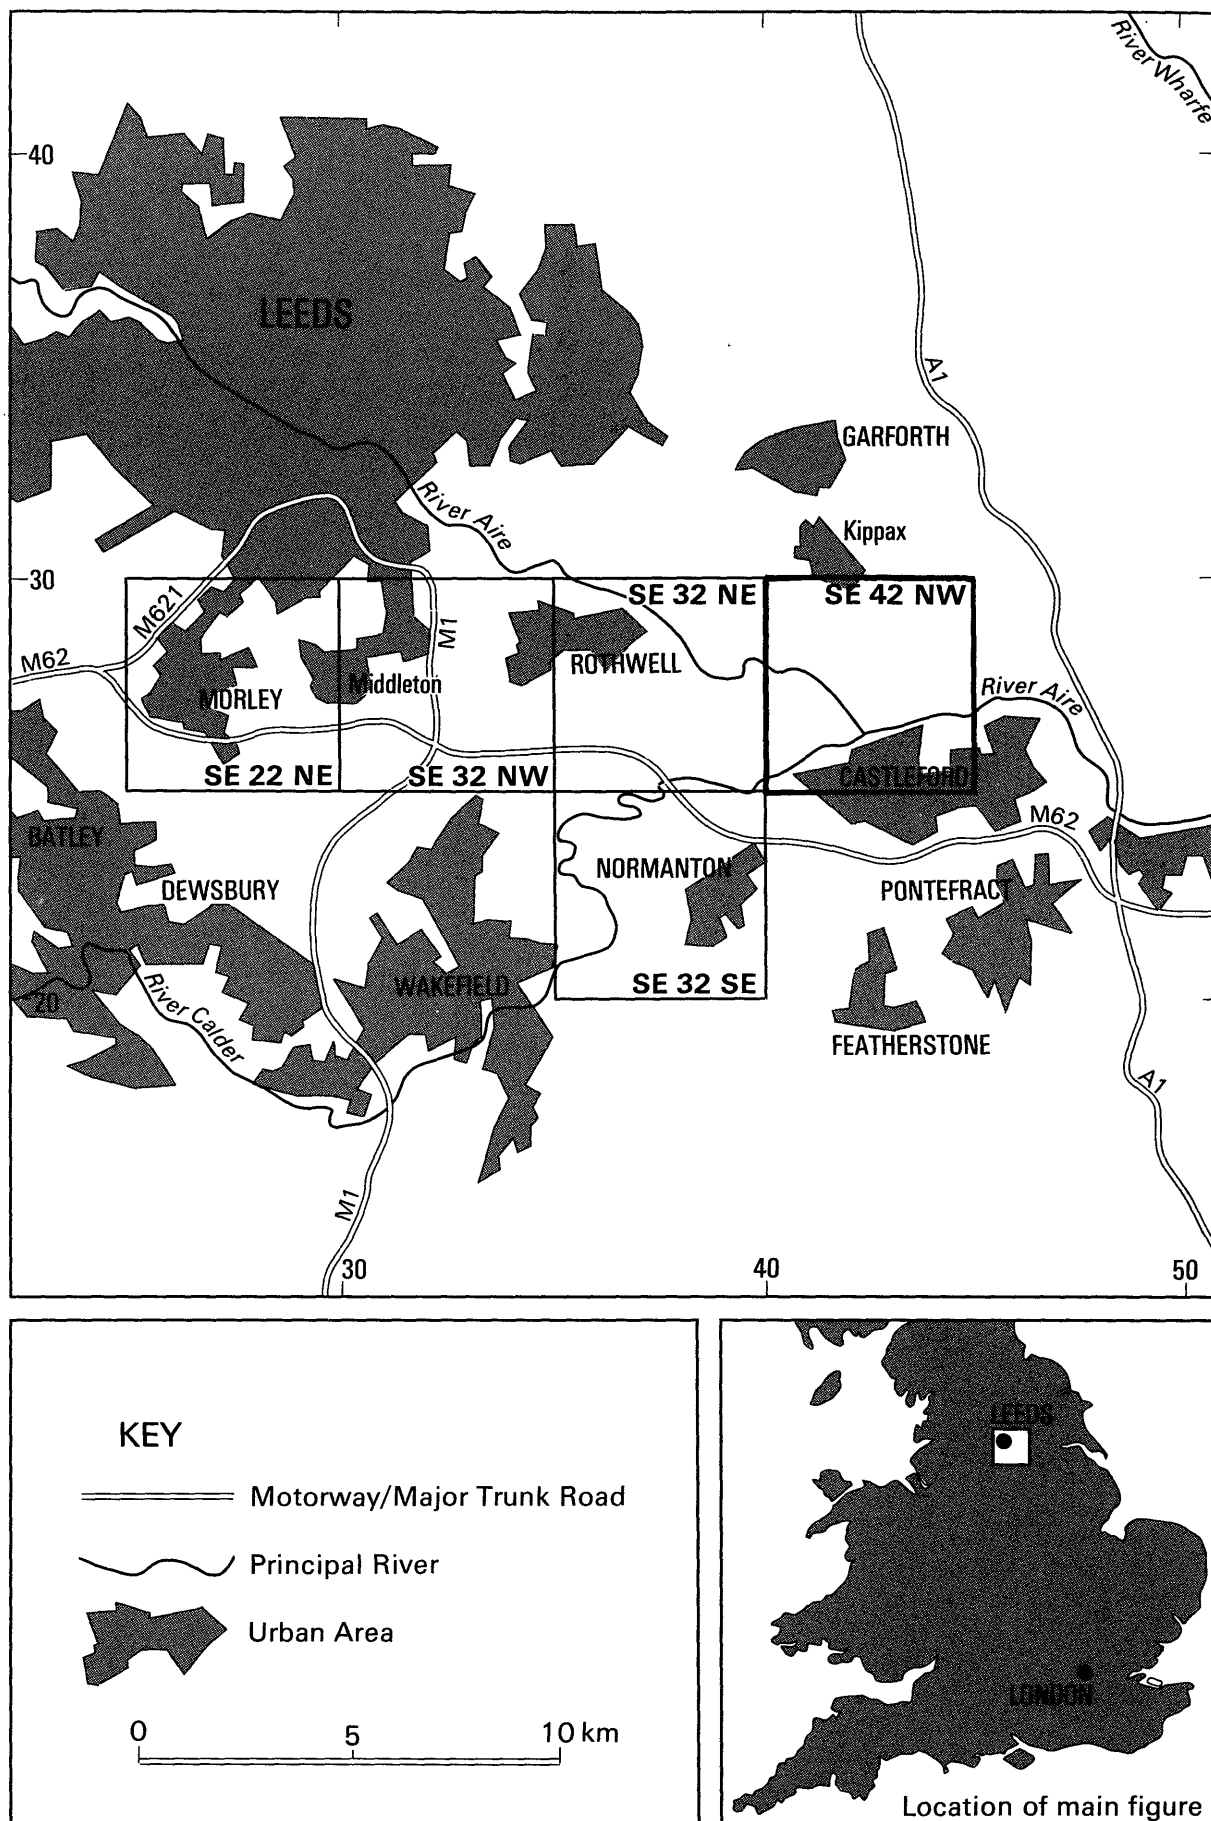 River Wharfe
40
LEEDS
A1
GARFORTH
River Aire
Kippax
30
SE 32 NE
SE 42 NW
M621
M1
M62
ROTHWELL
Middleton
MORLEY
River Aire
SE 22 NE
SE 32 NW
CASTLEFORD
M62
BATLEY
NORMANTON
DEWSBURY
PONTEFRACT
WAKEFIELD
SE 32 SE
20
River Calder
FEATHERSTONE
A1
M1
30
40
50
KEY
Motorway/Major Trunk Road
Principal River
Urban Area
0
5
10 km
LEEDS
LONDON
Location of main figure